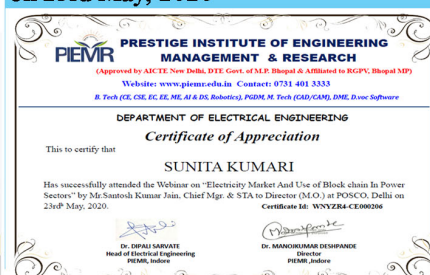 PIEMR
PRESTIGE INSTITUTE OF ENGINEERING
MANAGEMENT & RESEARCH
(Approved by AICTE New Delhi, DTE Govt. of M.P. Bhopal & Affiliated to RGPV, Bhopal MP)
Website: www.piemr.edu.in Contact: 0731 401 3333
B. Tech (CE, CSE, EC, EE, ME, AI & DS, Robotics), PGDM, M. Tech (CAD/CAM), DME, D.voc Software
DEPARTMENT OF ELECTRICAL ENGINEERING
Certificate of Appreciation
This to certify that
SUNITA KUMARI
Has successfully attended the Webinar on "Electricity Market And Use of Block chain In Power
Sectors" by Mr.Santosh Kumar Jain, Chief Mgr. & STA to Director (M.O.) at POSCO, Delhi on
23rd May, 2020. Certificate Id: WNYZR4-CE000206
Dr. DIPALI SARVATE Dr. MANOJKUMAR DESHPANDE
Head of Electrical Engineering Director
PIEMR, Indore PIEMR ,Indore